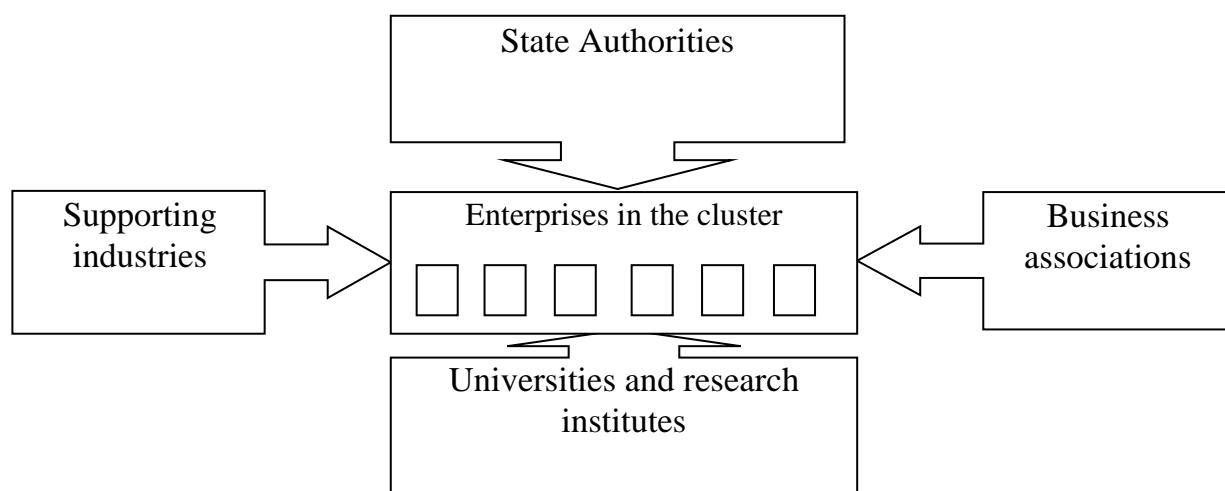 State Authorities
Supporting
industries
Enterprises in the cluster
Business
associations
Universities and research
institutes